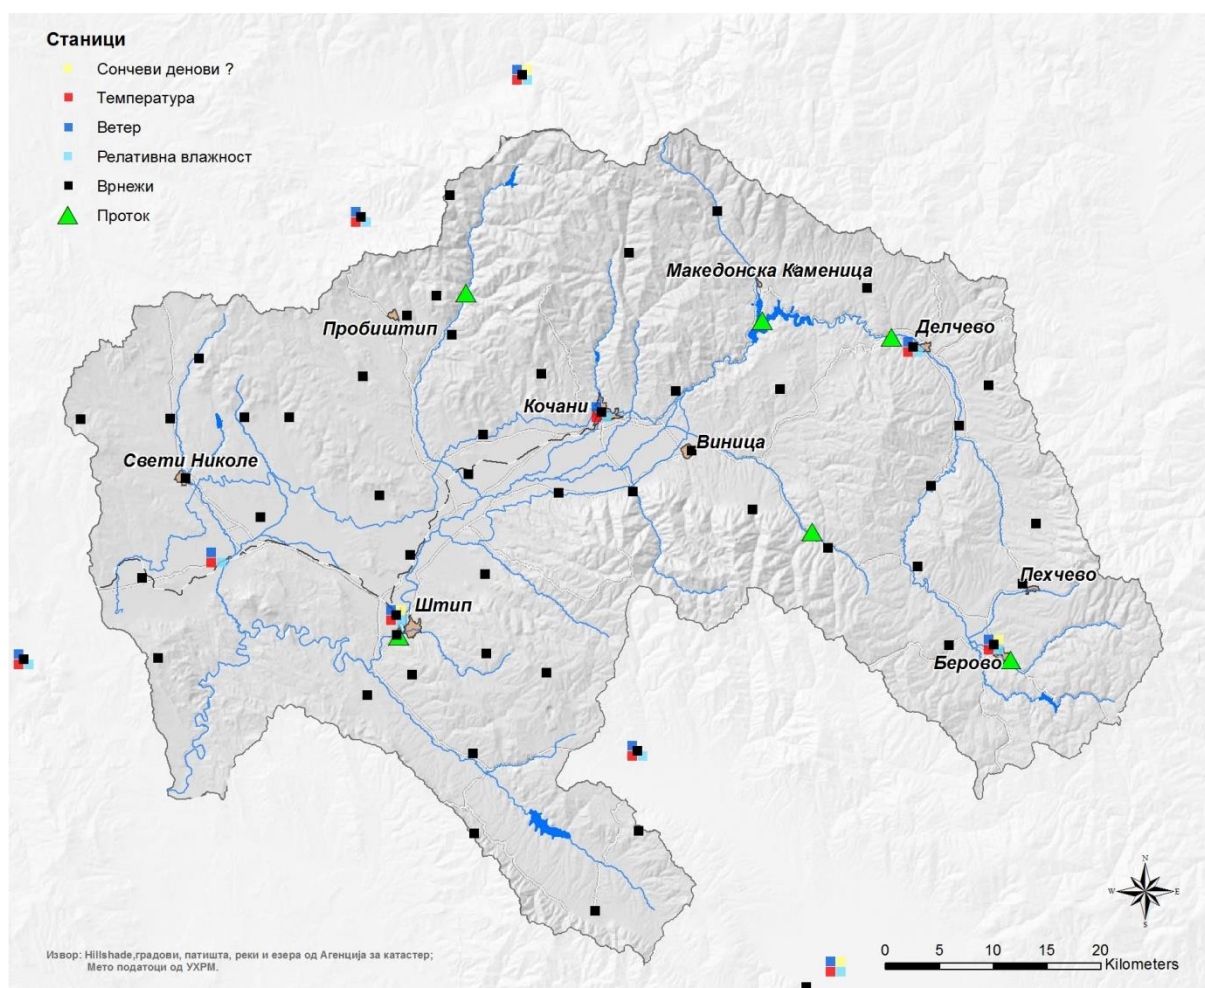 Станици
Сончеви денови ?
Температура
Ветер
Релативна влажност
Врнежи
Проток
Македонска Каменица
Пробиштип
Делчево
Кочани
Виница
Свети Николе
Пехчево
Штип
Берово
N
W
E
S
Извор: Hillshade,градови, патишта, реки и езера од Агенција за катастер;
Мето податоци од УХРМ.
0 5 10 15 20
Kilometers